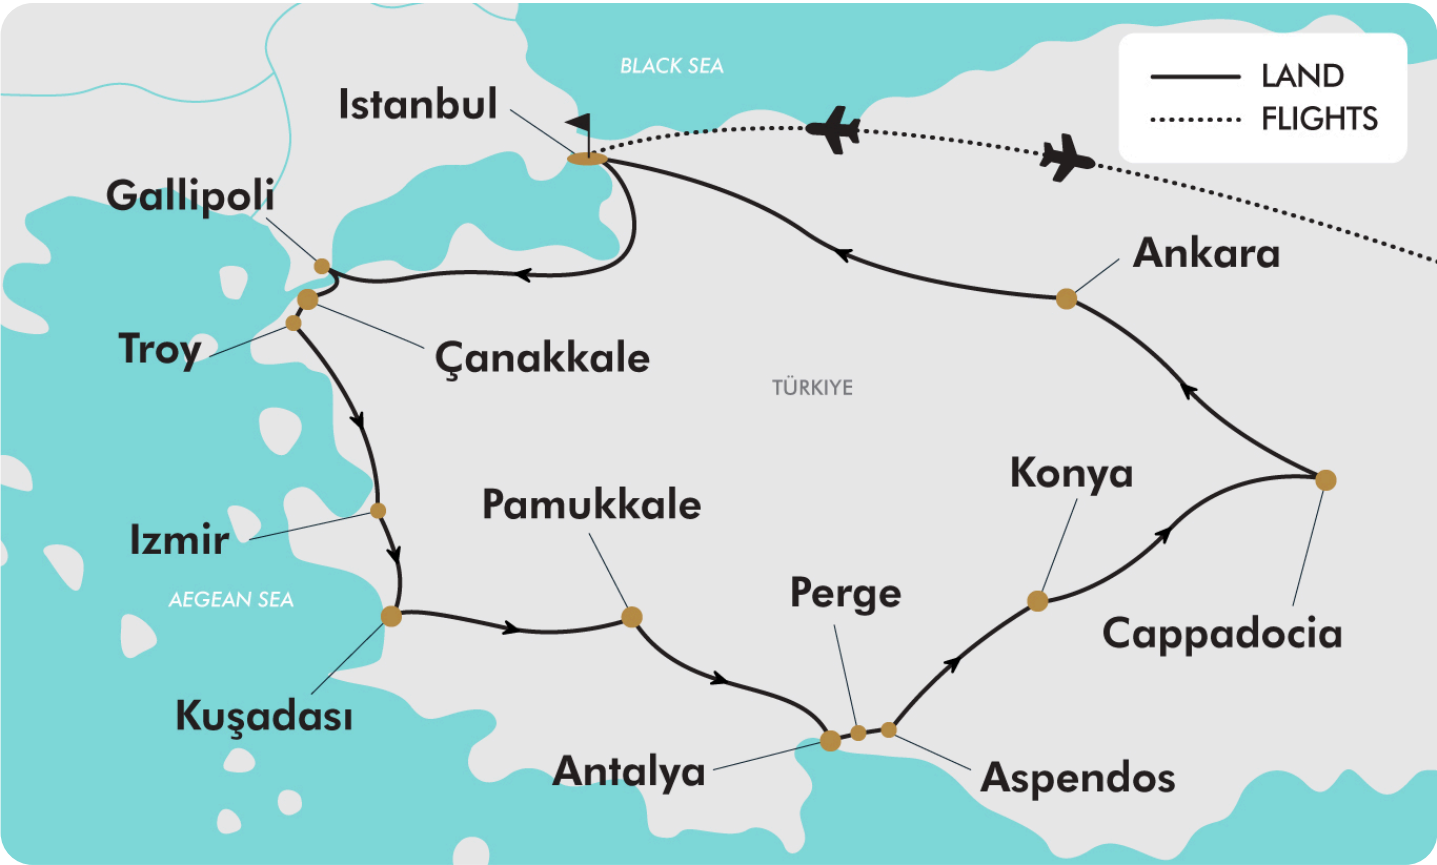 BLACK SEA
LAND
FLIGHTS
Istanbul
Gallipoli
Ankara
Troy
Çanakkale
TÜRKIYE
Konya
Pamukkale
Izmir
Perge
AEGEAN SEA
Cappadocia
Kuşadası
Antalya
Aspendos